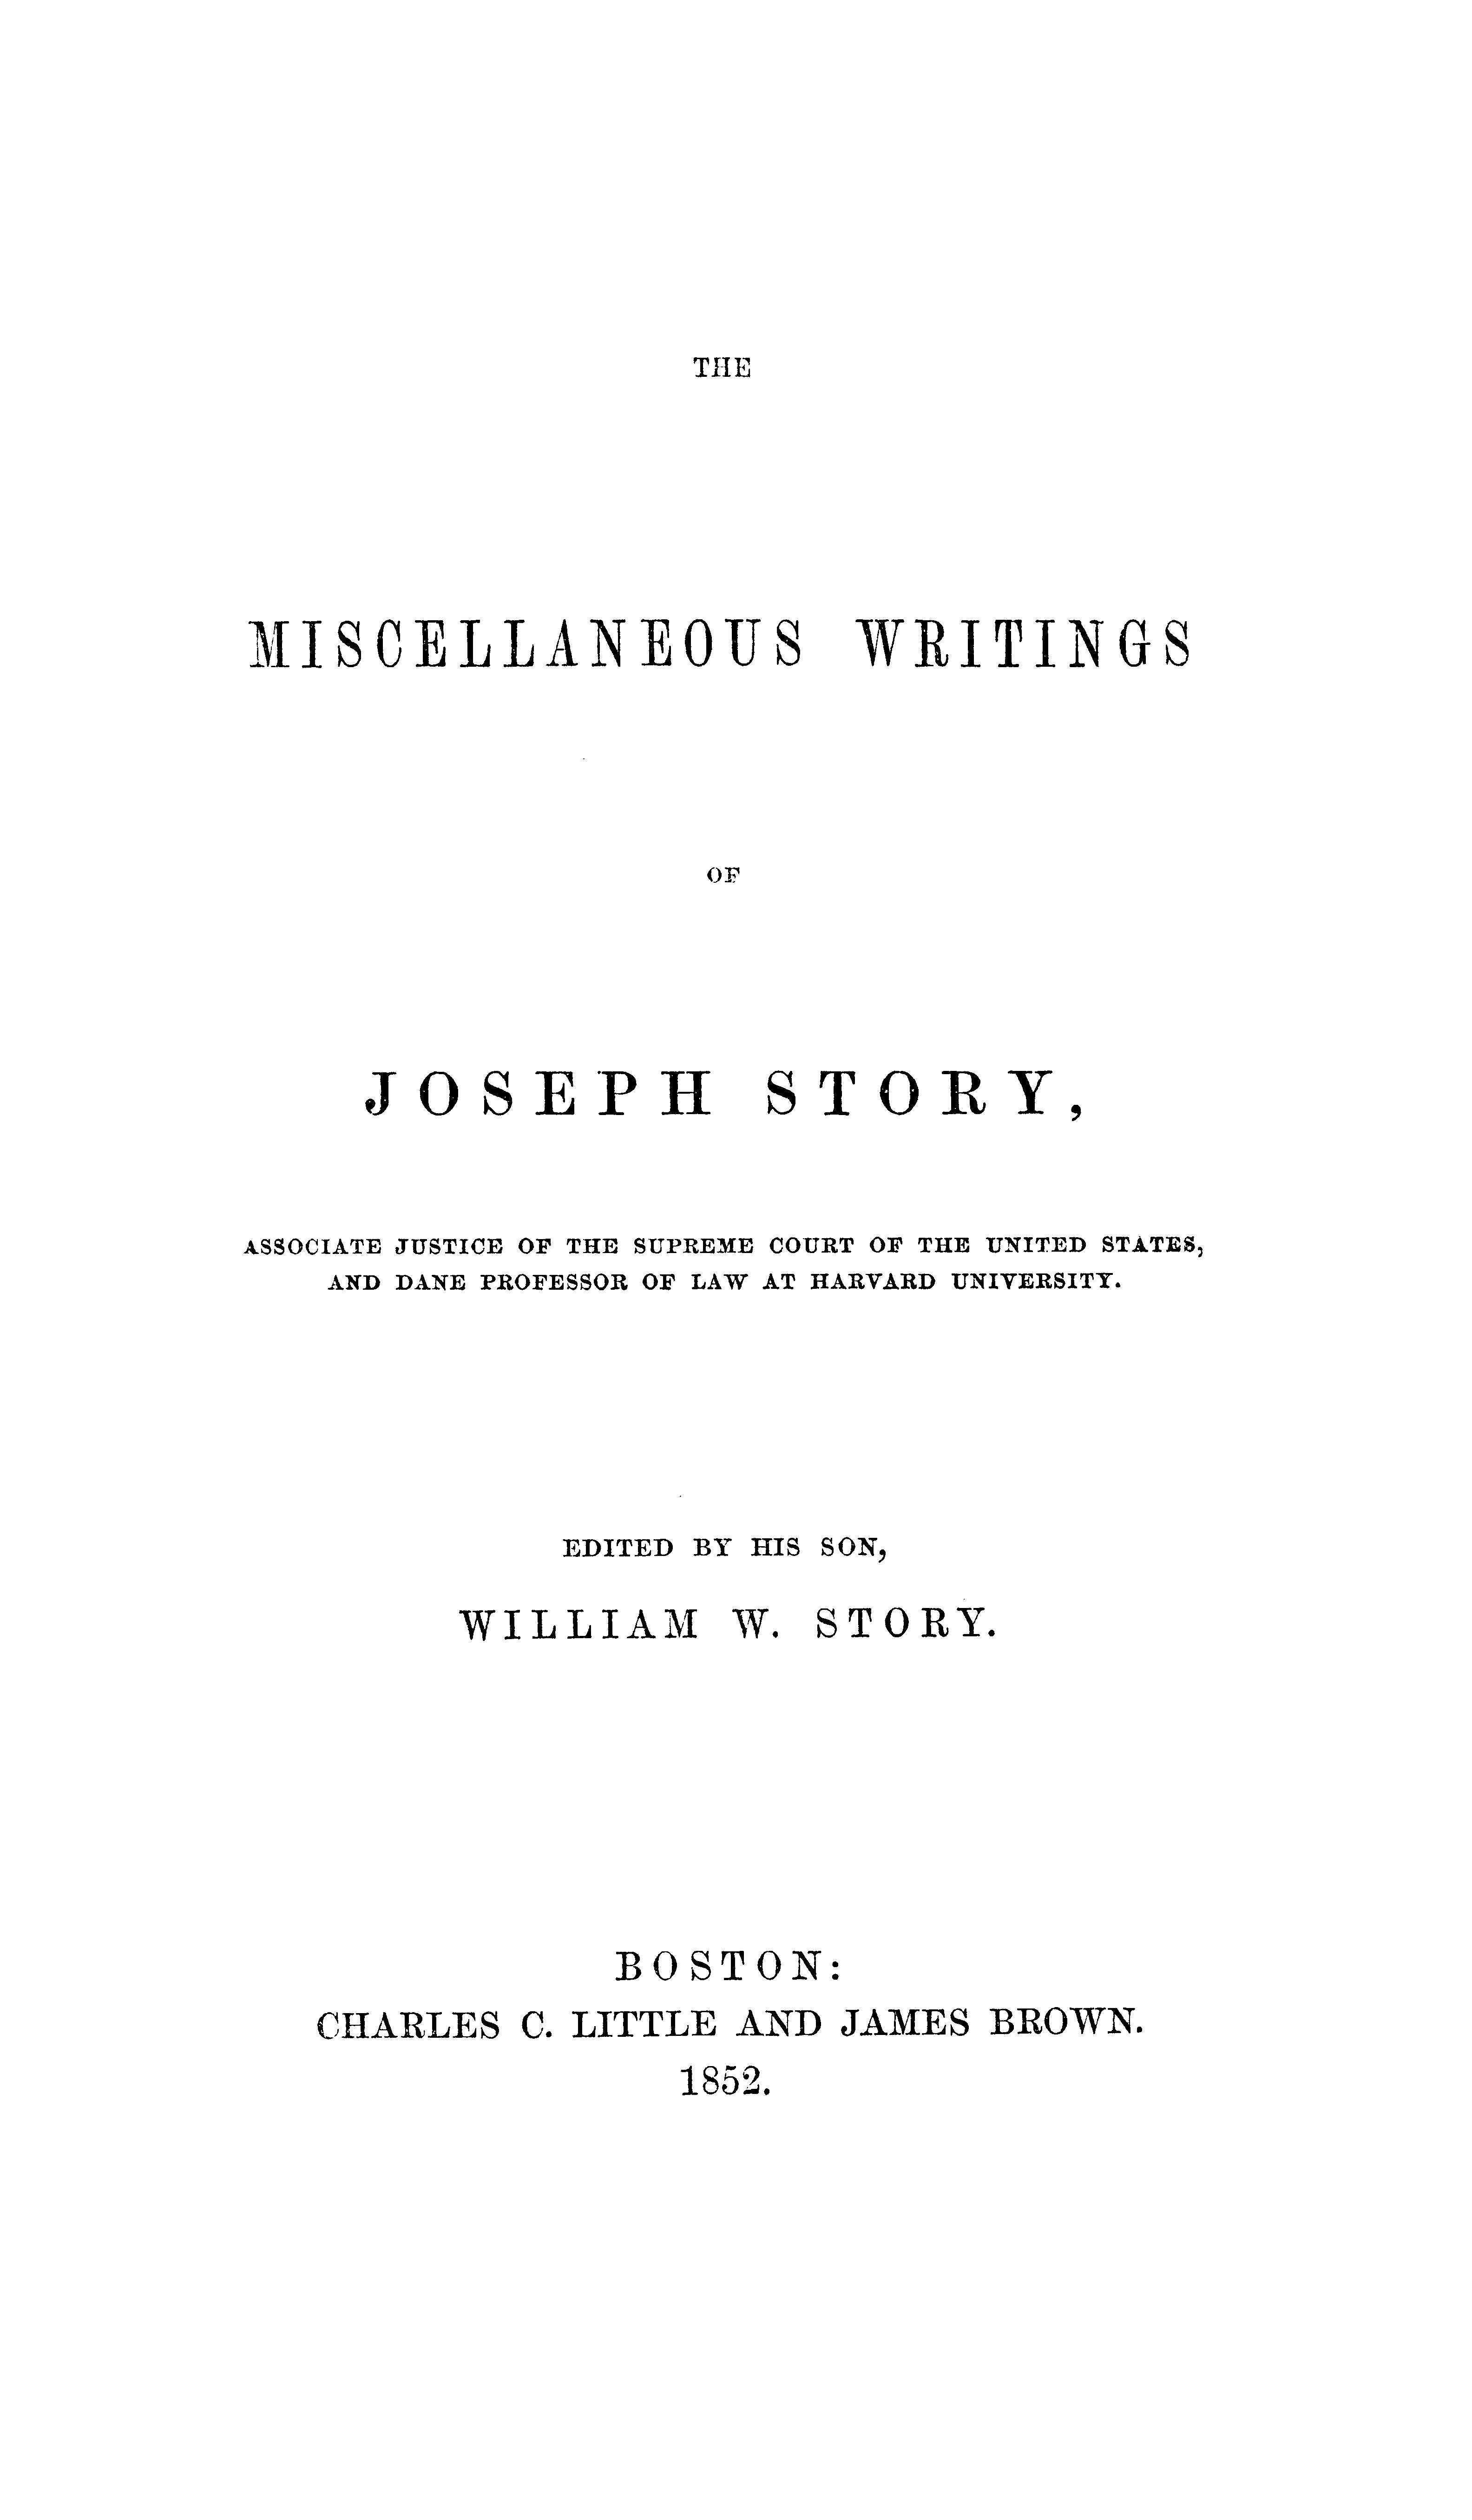 THE
MISCELLANEOUS WRITINGS
OF
JOSEPH STORY,
ASSOCIATE JUSTICE OF THE SUPREME COURT OF THE UNITED STATES,
AND DANE PROFESSOR OF LAW AT HARVARD UNIVERSITY.
EDITED BY HIS SON,
WILLIAM W. STORY.
BOSTON:
CHARLES C. LITTLE AND JAMES BROWN.
1852.